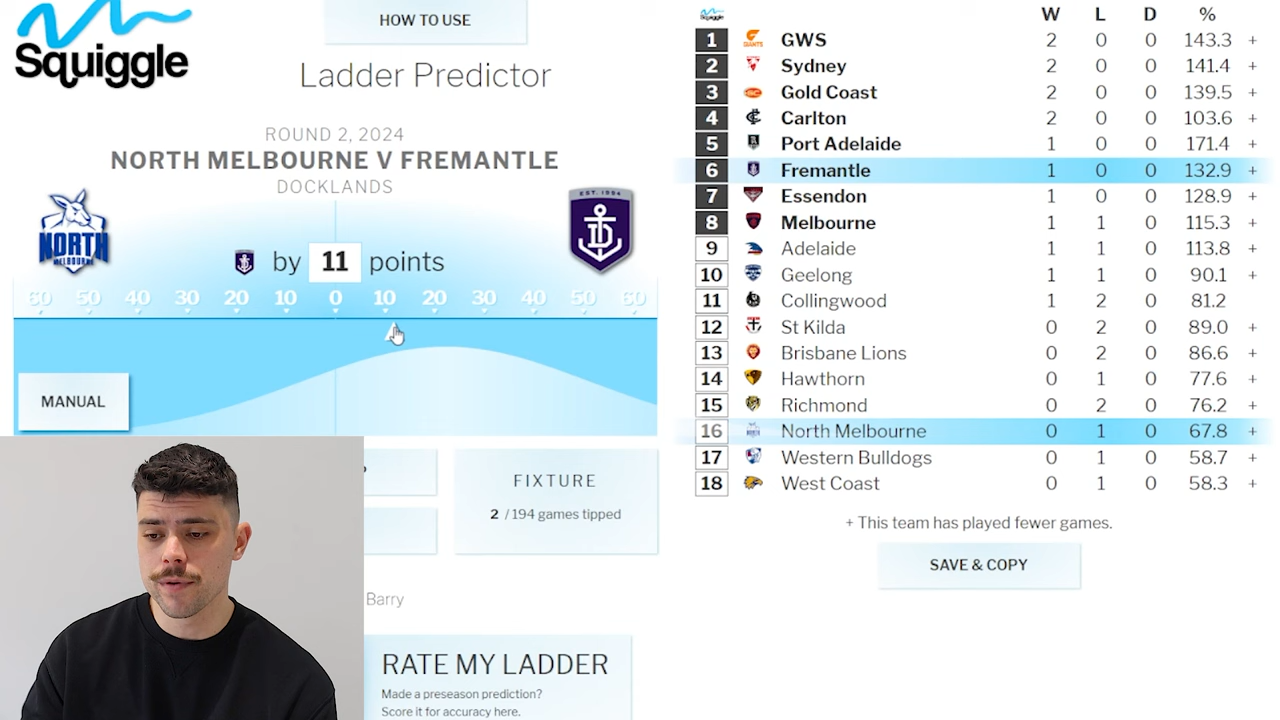 Squiggle
HOW TO USE
Ladder Predictor
ROUND 2, 2024
NORTH MELBOURNE V FREMANTLE
DOCKLANDS
NORTH
MELBOURNE
EST. 1994
by 11 points
60 50 40 30 20 10 0 10 20 30 40 50 60
MANUAL
FIXTURE
2 / 194 games tipped
Barry
RATE MY LADDER
Made a preseason prediction?
Score it for accuracy here.
Squiggle W L D %
1 GIANTS GWS 2 0 0 143.3 +
2 Sydney 2 0 0 141.4 +
3 Gold Coast 2 0 0 139.5 +
4 Carlton 2 0 0 103.6 +
5 Port Adelaide 1 0 0 171.4 +
6 Fremantle 1 0 0 132.9 +
7 Essendon 1 0 0 128.9 +
8 Melbourne 1 1 0 115.3 +
9 Adelaide 1 1 0 113.8 +
10 Geelong 1 1 0 90.1 +
11 Collingwood 1 2 0 81.2
12 St Kilda 0 2 0 89.0 +
13 Brisbane Lions 0 2 0 86.6 +
14 Hawthorn 0 1 0 77.6 +
15 Richmond 0 2 0 76.2 +
16 North Melbourne 0 1 0 67.8 +
17 Western Bulldogs 0 1 0 58.7 +
18 West Coast 0 1 0 58.3 +
+ This team has played fewer games.
SAVE & COPY